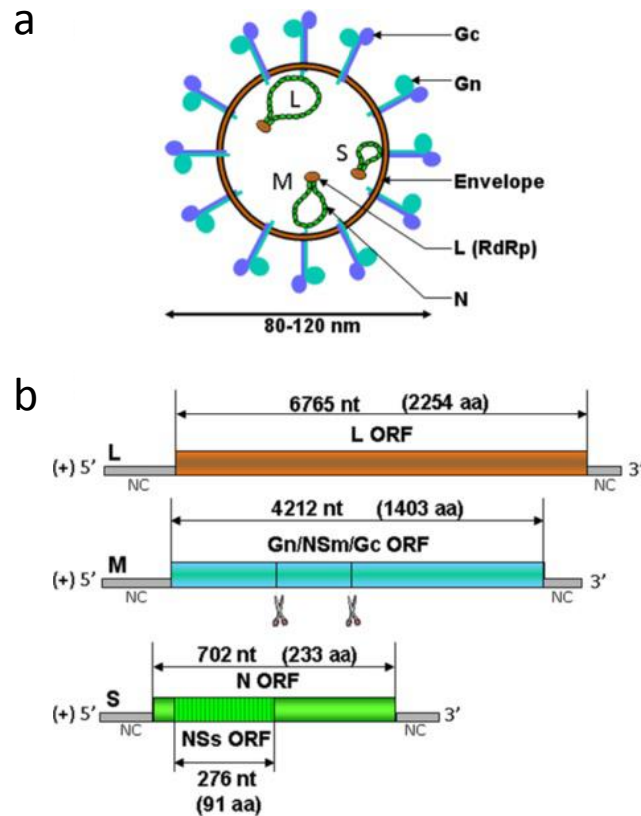 a
Gc
Gn
L
S
M
Envelope
L (RdRp)
N
80-120 nm
b
6765 nt (2254 aa)
L ORF
L
(+) 5’ 3’
NC NC
4212 nt (1403 aa)
Gn/NSm/Gc ORF
M
(+) 5’ 3’
NC NC
702 nt (233 aa)
N ORF
S
(+) 5’ 3’
NC NC
NSs ORF
276 nt
(91 aa)